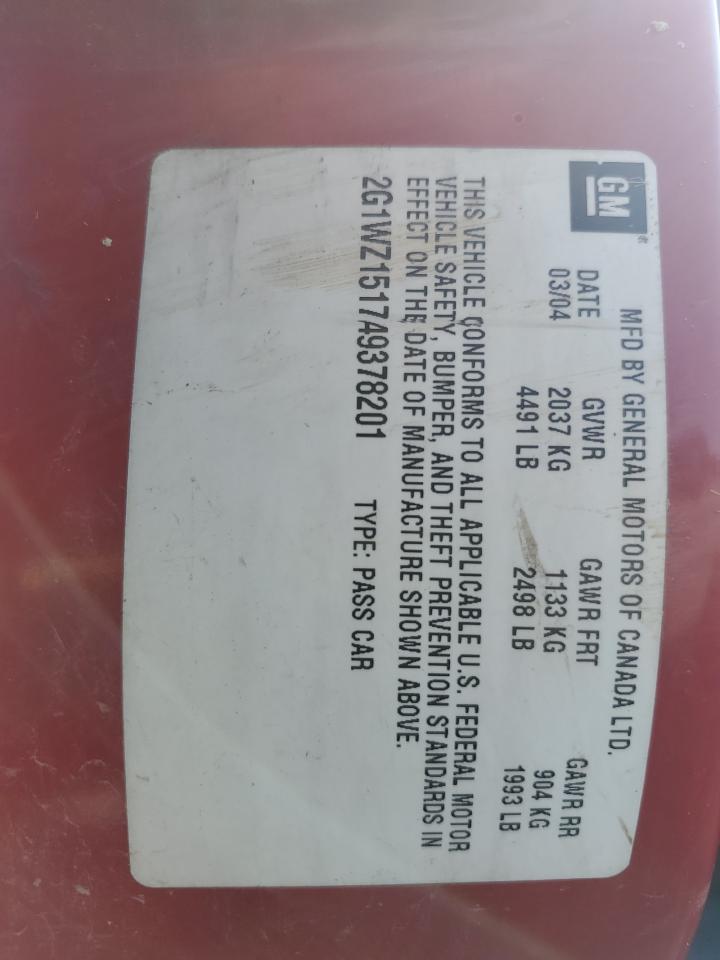 GM®
MFD BY GENERAL MOTORS OF CANADA LTD.
DATE GVWR GAWR FRT GAWR RR
03/04 2037 KG 1133 KG 904 KG
4491 LB 2498 LB 1993 LB
THIS VEHICLE CONFORMS TO ALL APPLICABLE U.S. FEDERAL MOTOR
VEHICLE SAFETY, BUMPER, AND THEFT PREVENTION STANDARDS IN
EFFECT ON THE DATE OF MANUFACTURE SHOWN ABOVE.
2G1WZ151749378201 TYPE: PASS CAR